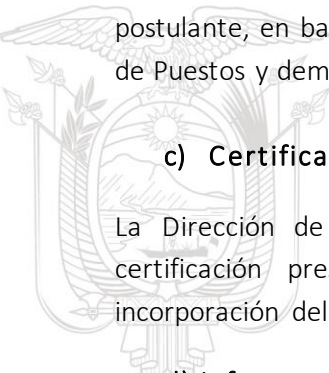 postulante, en ba
de Puestos y dem
c) Certifica
La Dirección de
certificación pre
incorporación del